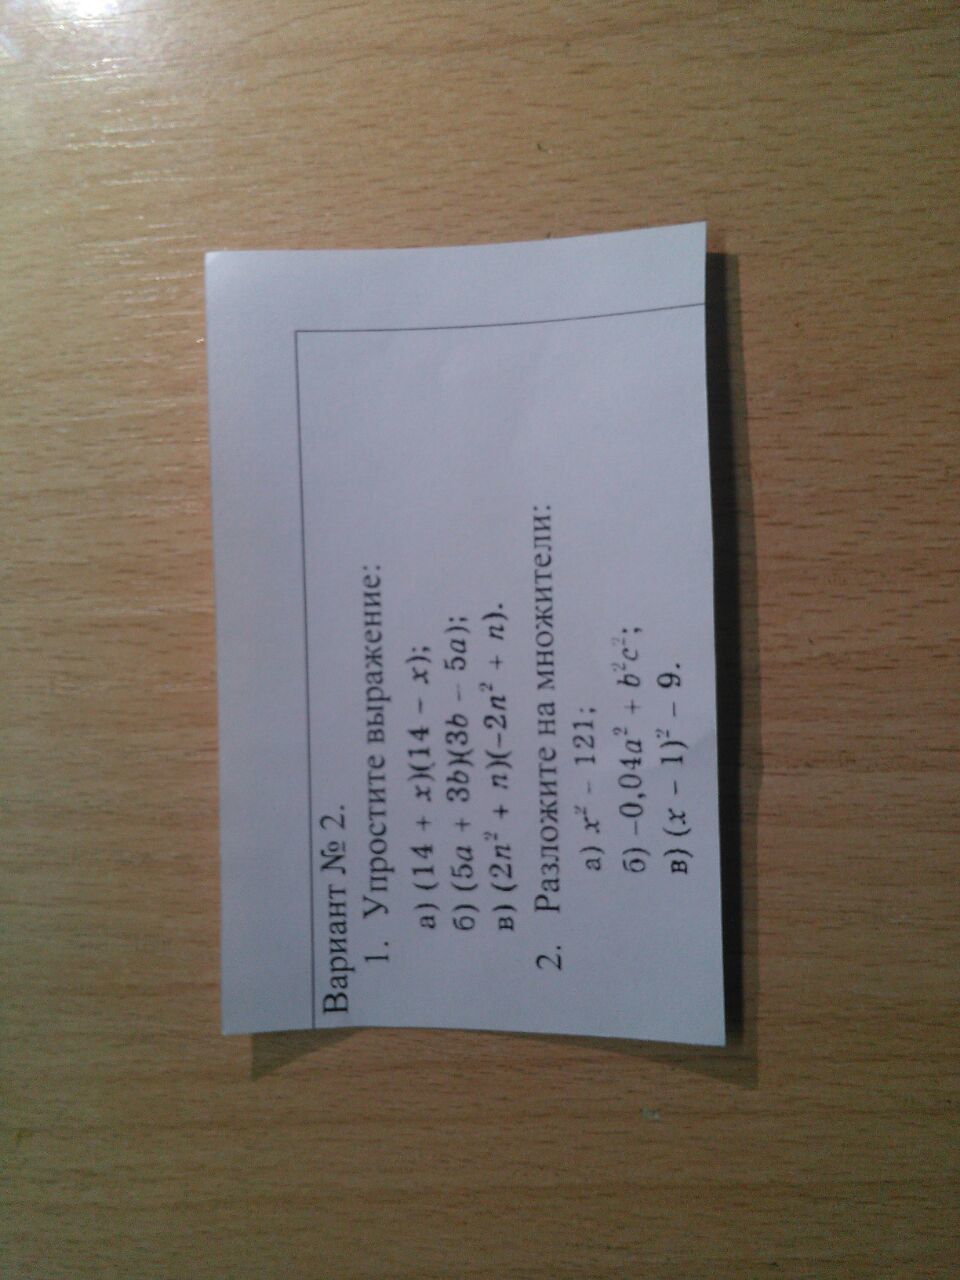 Вариант № 2.
1. Упростите выражение:
а) (14 + x)(14 – x);
б) (5a + 3b)(3b – 5a);
в) (2n² + n)(–2n² + n).
2. Разложите на множители:
а) x² – 121;
б) –0,04a² + b²c²;
в) (x – 1)² – 9.